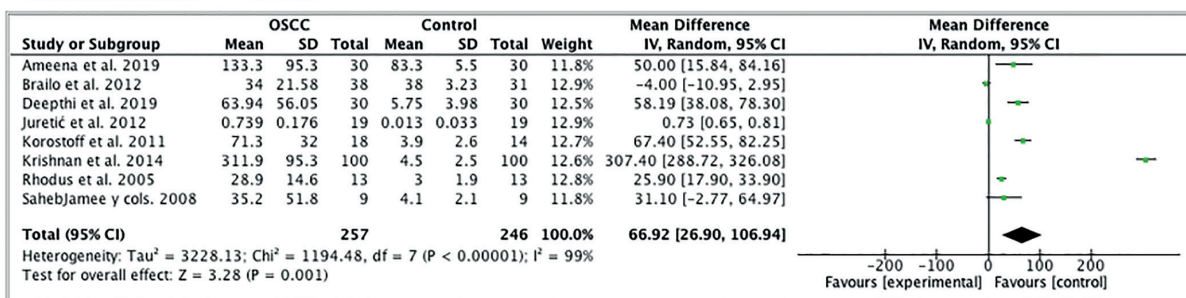 OSCC Control Mean Difference Mean Difference
Study or Subgroup Mean SD Total Mean SD Total Weight IV, Random, 95% CI IV, Random, 95% CI
Ameena et al. 2019 133.3 95.3 30 83.3 5.5 30 11.8% 50.00 [15.84, 84.16]
Brailo et al. 2012 34 21.58 38 38 3.23 31 12.9% −4.00 [−10.95, 2.95]
Deepthi et al. 2019 63.94 56.05 30 5.75 3.98 30 12.5% 58.19 [38.08, 78.30]
Juretić et al. 2012 0.739 0.176 19 0.013 0.033 19 12.9% 0.73 [0.65, 0.81]
Korostoff et al. 2011 71.3 32 18 3.9 2.6 14 12.7% 67.40 [52.55, 82.25]
Krishnan et al. 2014 311.9 95.3 100 4.5 2.5 100 12.6% 307.40 [288.72, 326.08]
Rhodus et al. 2005 28.9 14.6 13 3 1.9 13 12.8% 25.90 [17.90, 33.90]
SahebJamee y cols. 2008 35.2 51.8 9 4.1 2.1 9 11.8% 31.10 [−2.77, 64.97]
Total (95% CI) 257 246 100.0% 66.92 [26.90, 106.94]
Heterogeneity: Tau² = 3228.13; Chi² = 1194.48, df = 7 (P < 0.00001); I² = 99%
Test for overall effect: Z = 3.28 (P = 0.001)
−200 −100 0 100 200
Favours [experimental] Favours [control]